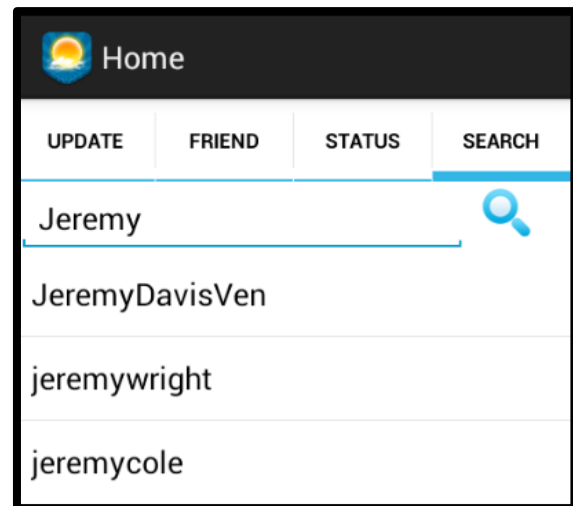 Home
UPDATE FRIEND STATUS SEARCH
Jeremy
JeremyDavisVen
jeremywright
jeremycole